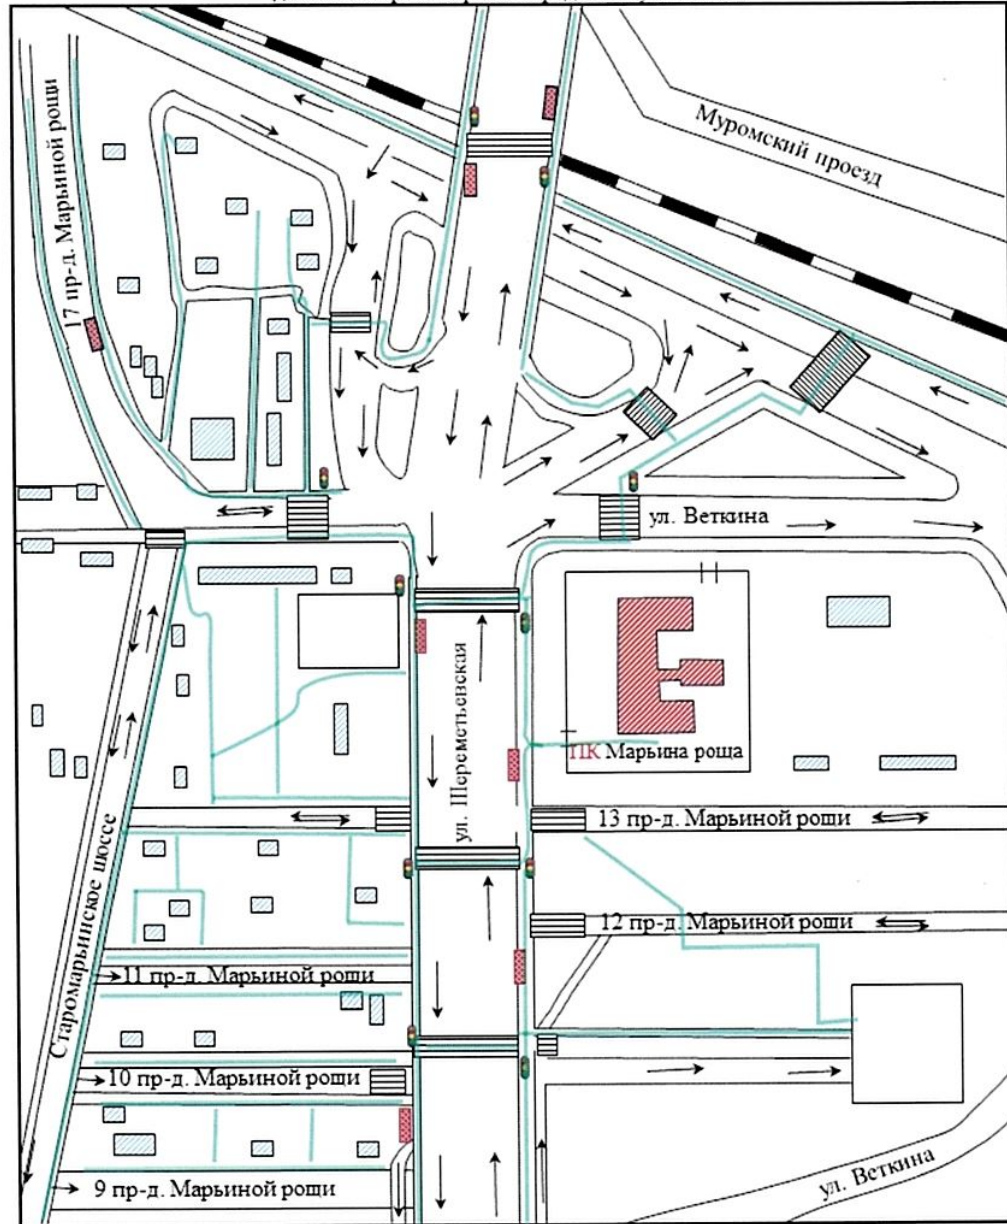 Муромский проезд
17 пр-д. Марьиной рощи
ул. Веткина
ул. Шереметьевская
ПК Марьина роща
13 пр-д. Марьиной рощи
12 пр-д. Марьиной рощи
11 пр-д. Марьиной рощи
Старомарьинское шоссе
10 пр-д. Марьиной рощи
9 пр-д. Марьиной рощи
ул. Веткина